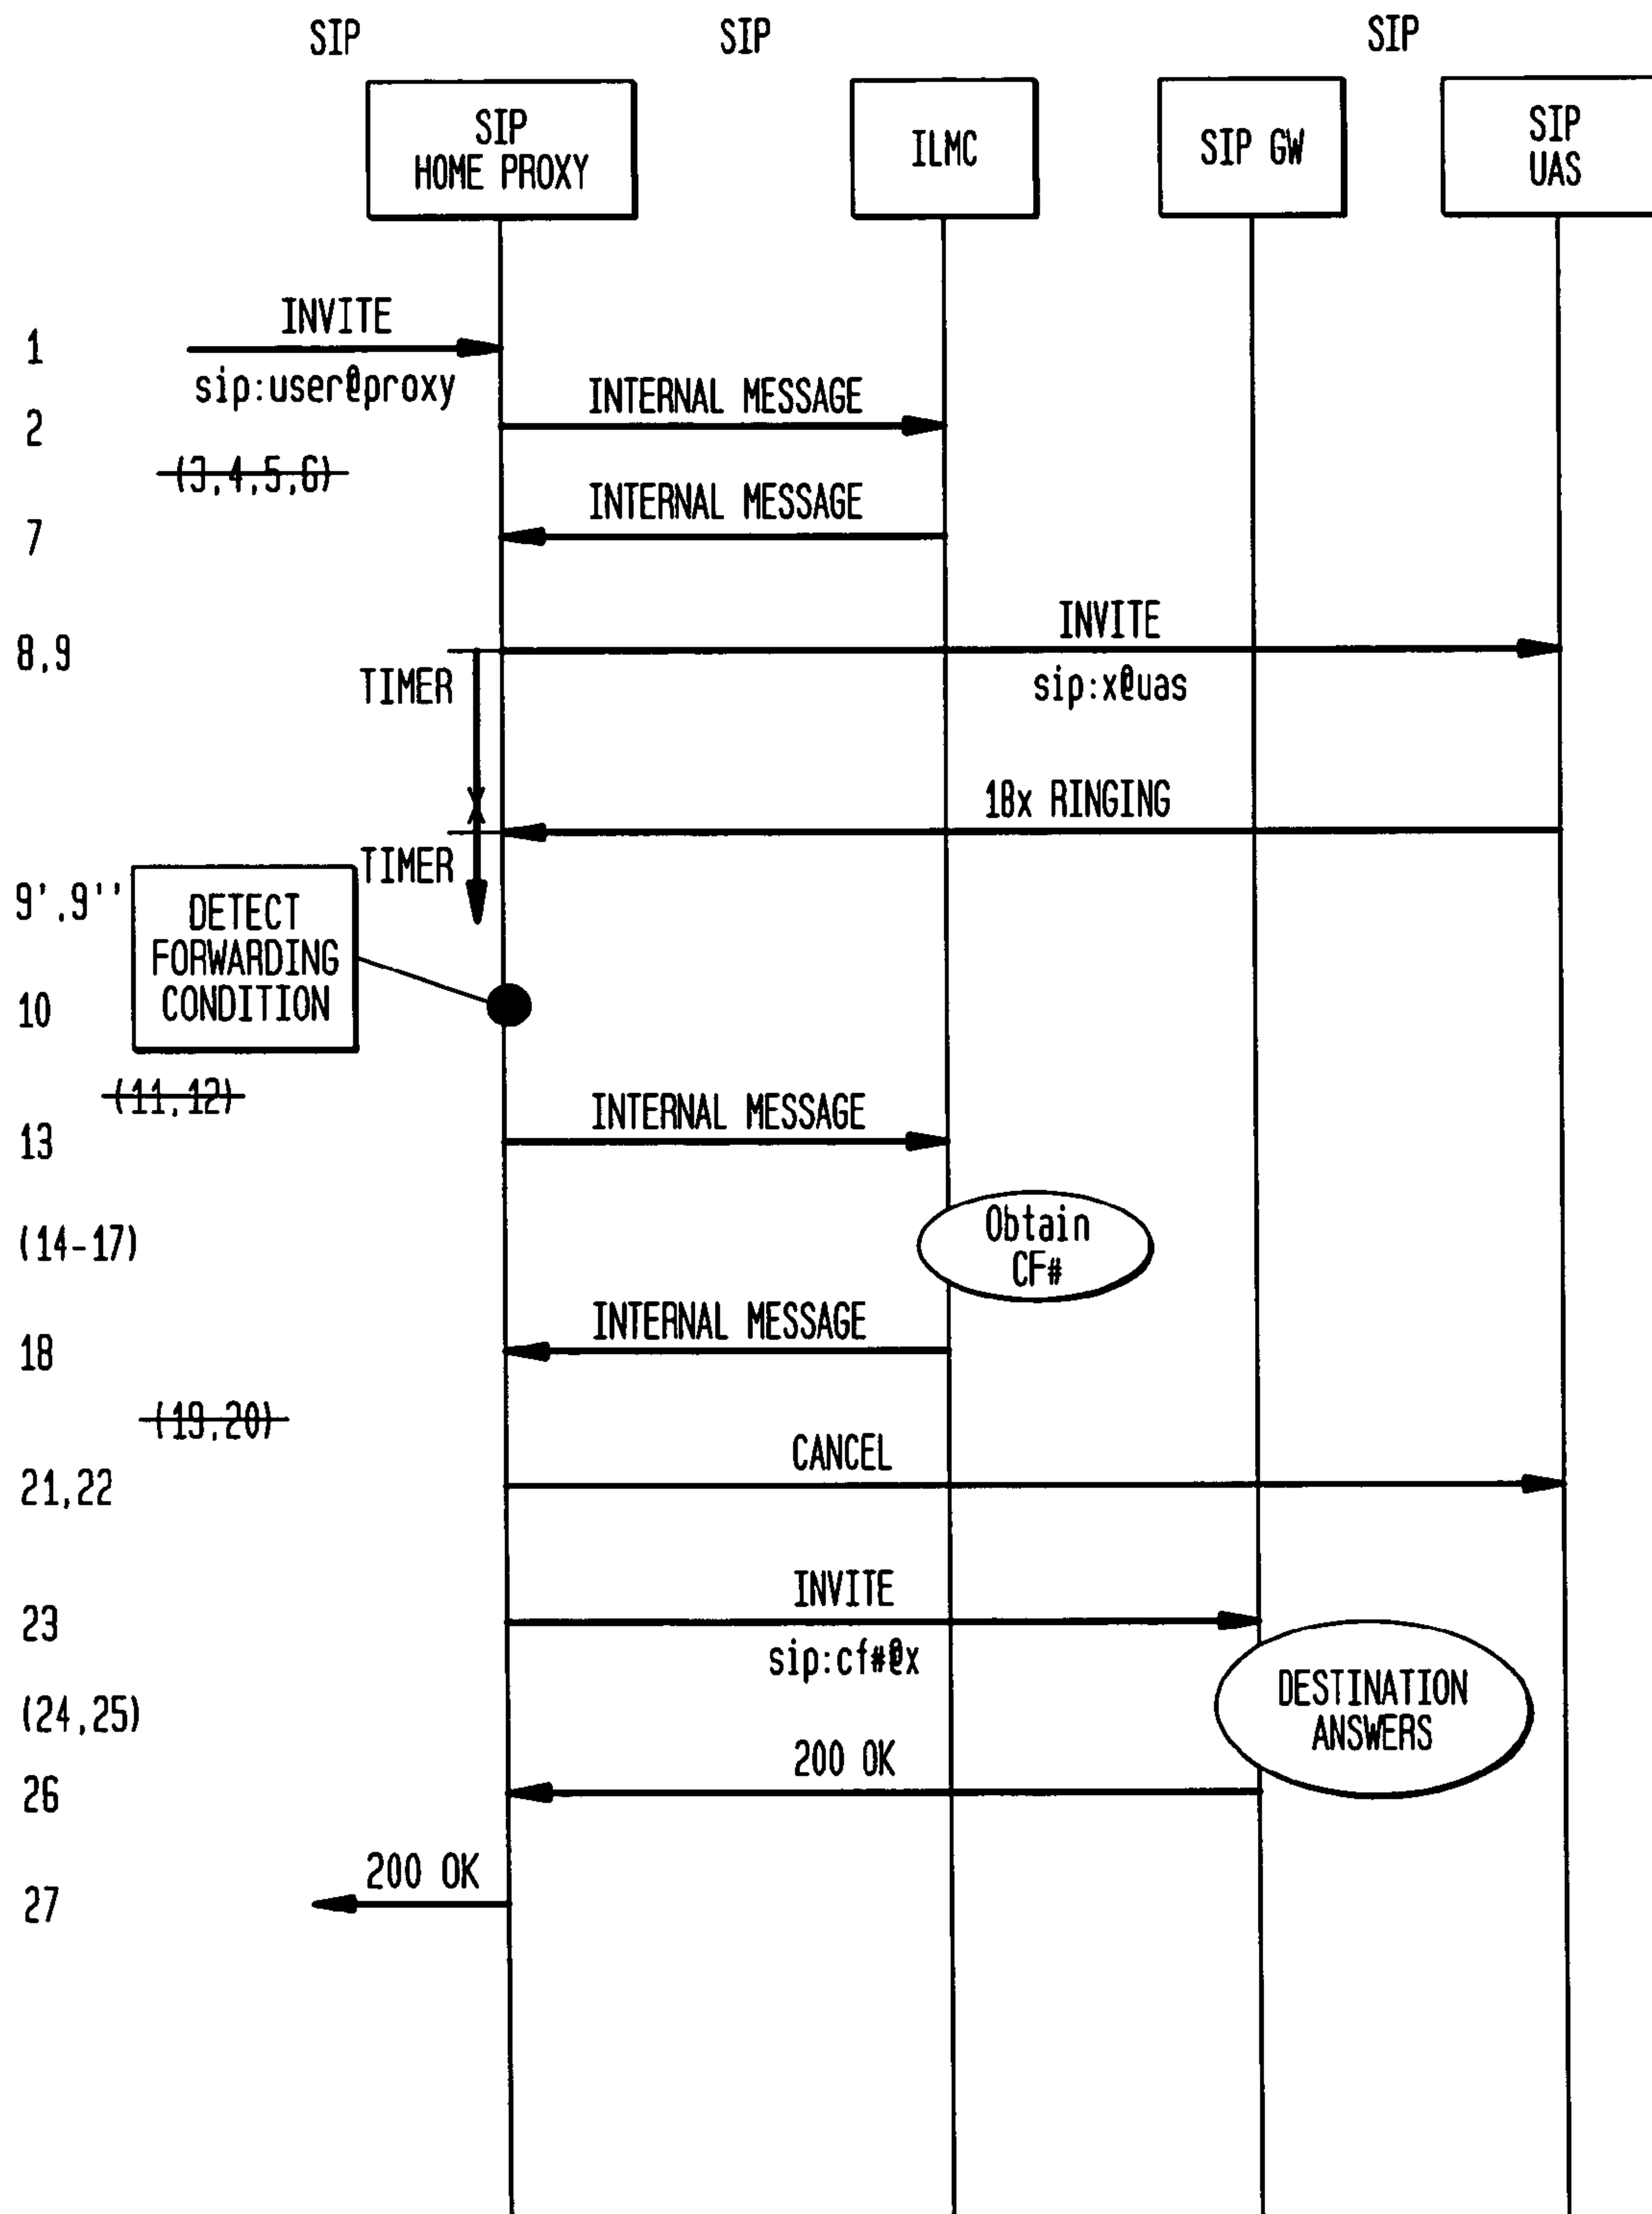 SIP
SIP
SIP
SIP
HOME PROXY
ILMC
SIP GW
SIP
UAS
1
INVITE
sip:user@proxy
2
INTERNAL MESSAGE
(3,4,5,6)
7
INTERNAL MESSAGE
8,9
INVITE
TIMER
sip:x@uas
18x RINGING
TIMER
9'.9''
DETECT
FORWARDING
CONDITION
10
(11,12)
13
INTERNAL MESSAGE
(14-17)
Obtain
CF#
18
INTERNAL MESSAGE
(19,20)
21,22
CANCEL
23
INVITE
sip:cf#@x
(24,25)
DESTINATION
ANSWERS
26
200 OK
27
200 OK